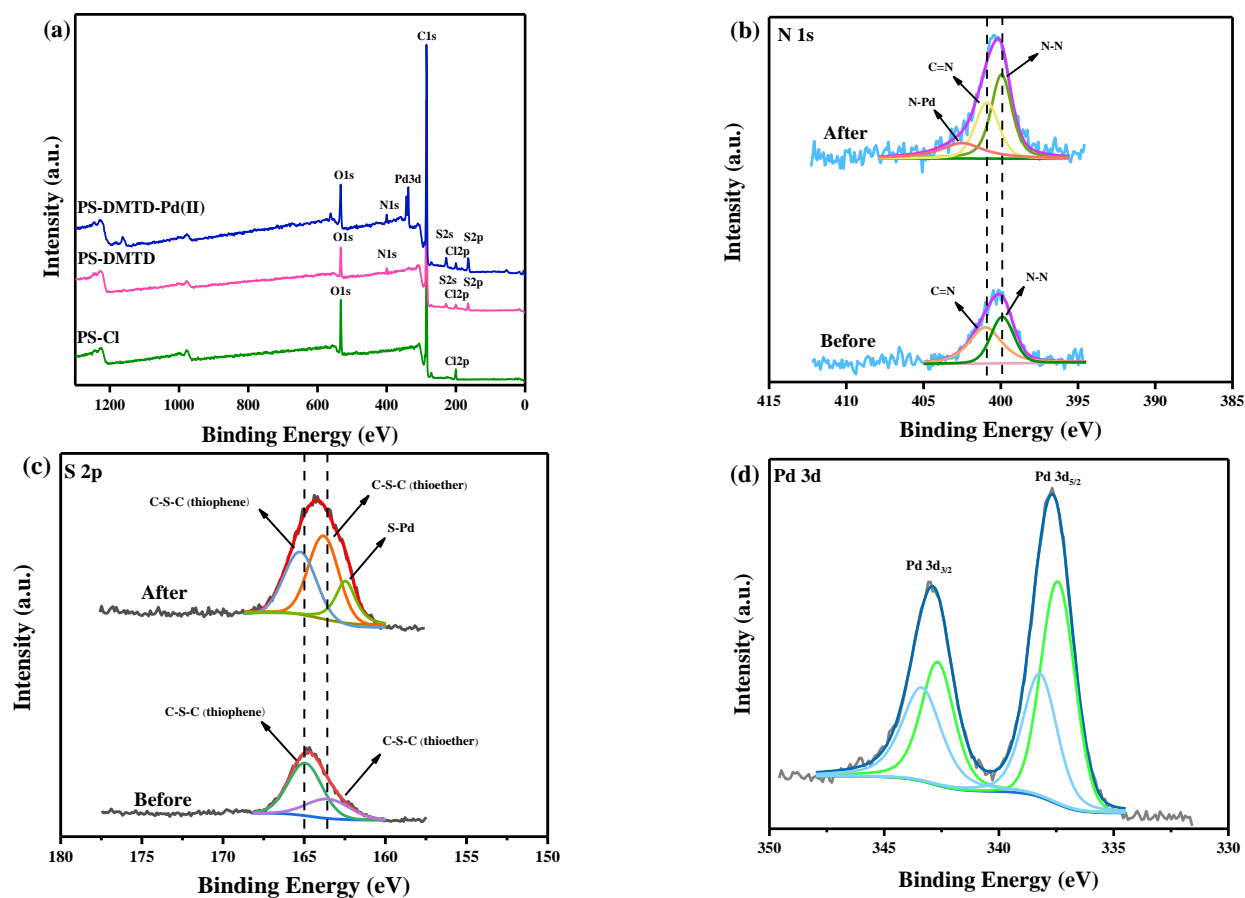 (a)
C1s
O1s
Pd3d
N1s
PS-DMTD-Pd(II)
S2s
S2p
Cl2p
O1s
PS-DMTD
N1s
S2s
S2p
Cl2p
O1s
PS-Cl
Cl2p
Intensity (a.u.)
1200 1000 800 600 400 200 0
Binding Energy (eV)
(b)
N 1s
C=N
N-N
N-Pd
After
C=N
N-N
Before
Intensity (a.u.)
415 410 405 400 395 390 385
Binding Energy (eV)
(c)
S 2p
C-S-C (thiophene)
C-S-C (thioether)
S-Pd
After
C-S-C (thiophene)
C-S-C (thioether)
Before
Intensity (a.u.)
180 175 170 165 160 155 150
Binding Energy (eV)
(d)
Pd 3d
Pd 3d5/2
Pd 3d3/2
Intensity (a.u.)
350 345 340 335 330
Binding Energy (eV)